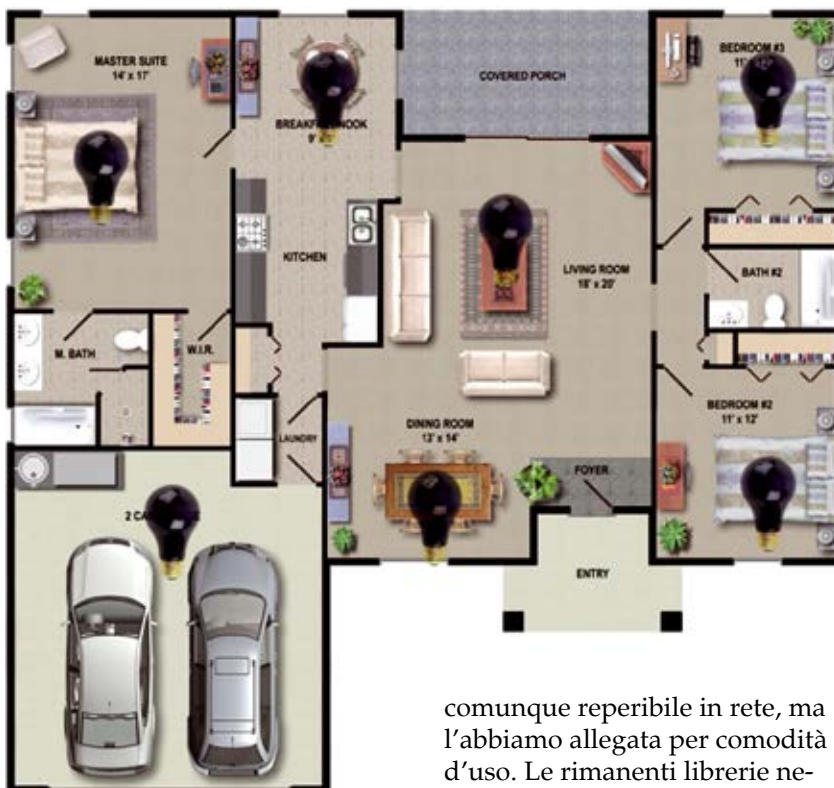 MASTER SUITE
14' x 17'
COVERED PORCH
BEDROOM #3
11'
NOOK
9'
KITCHEN
LIVING ROOM
18' x 20'
BATH #2
M. BATH
W.I.R.
BEDROOM #2
11' x 12'
DINING ROOM
13' x 14'
LAUNDRY
FOYER
2 CA
ENTRY
comunque reperibile in rete, ma
l'abbiamo allegata per comodità
d'uso. Le rimanenti librerie ne-